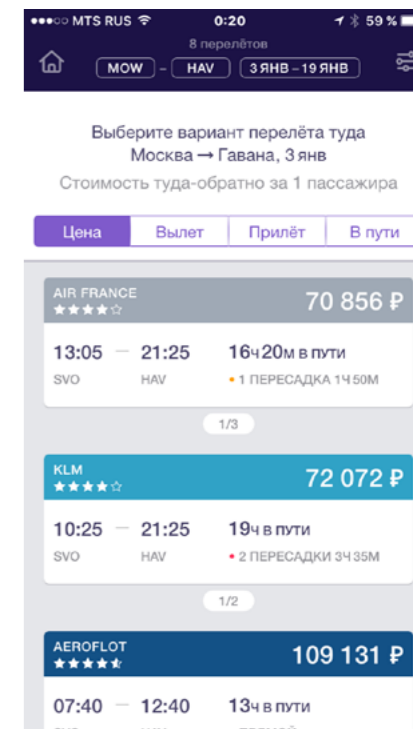 MTS RUS 0:20 59 %
8 перелётов
MOW – HAV 3 ЯНВ – 19 ЯНВ
Выберите вариант перелёта туда
Москва → Гавана, 3 янв
Стоимость туда-обратно за 1 пассажира
Цена Вылет Прилёт В пути
AIR FRANCE 70 856 ₽
13:05 — 21:25 16ч20м в пути
SVO HAV • 1 ПЕРЕСАДКА 1Ч 50М
1/3
KLM 72 072 ₽
10:25 — 21:25 19ч в пути
SVO HAV • 2 ПЕРЕСАДКИ 3Ч 35М
1/2
AEROFLOT 109 131 ₽
07:40 — 12:40 13ч в пути